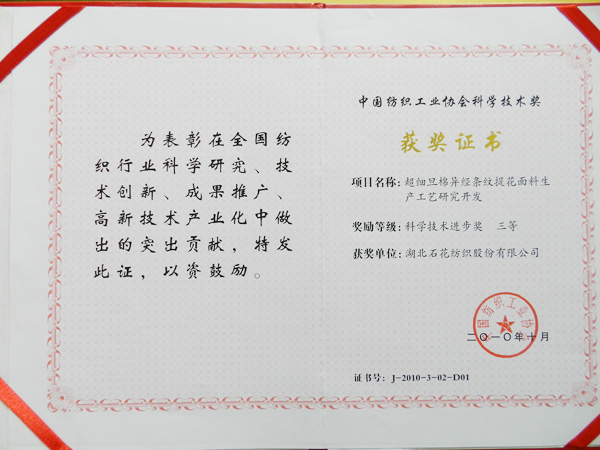 为表彰在全国纺
织行业科学研究、技
术创新、成果推广、
高新技术产业化中做
出的突出贡献，特发
此证，以资鼓励。
中国纺织工业协会科学技术奖
获奖证书
项目名称：超细旦棉异经条纹提花面料生
产工艺研究开发
奖励等级：科学技术进步奖 三等
获奖单位：湖北石花纺织股份有限公司
中国纺织工业协会
二〇一〇年十月
证书号：J-2010-3-02-D01